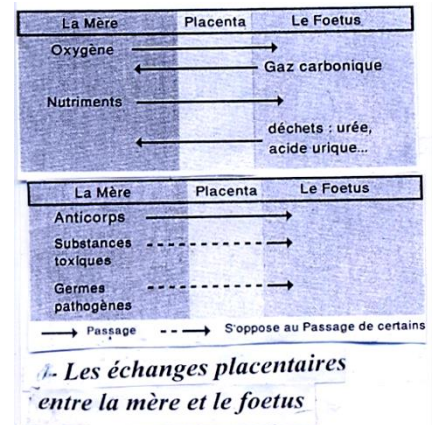 La Mère Placenta Le Foetus
Oxygène
Gaz carbonique
Nutriments
déchets : urée,
acide urique...
La Mère Placenta Le Foetus
Anticorps
Substances
toxiques
Germes
pathogènes
Passage S'oppose au Passage de certains
- Les échanges placentaires
entre la mère et le foetus